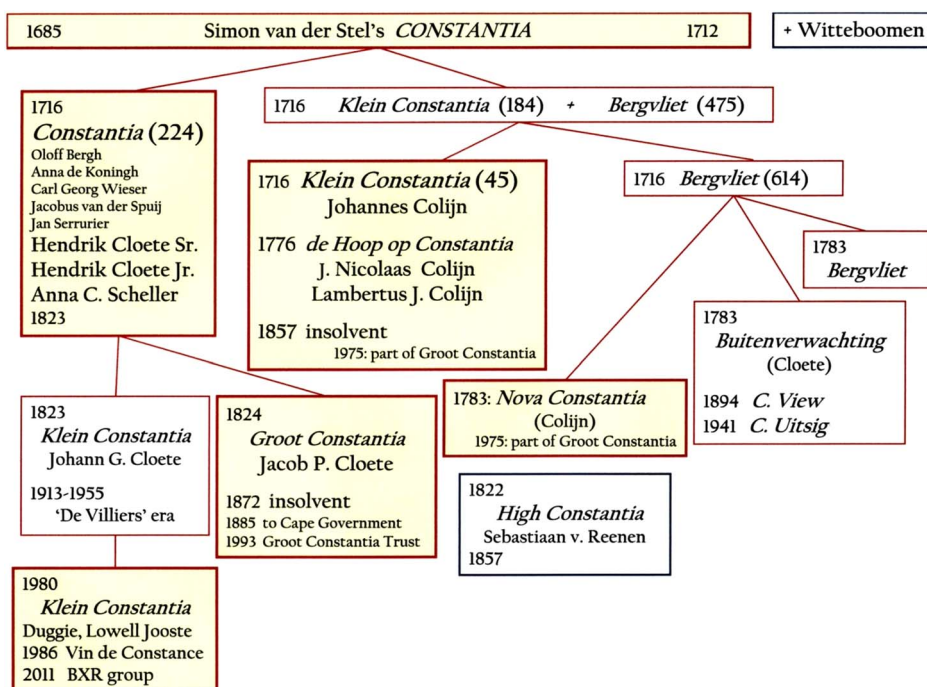 1685 Simon van der Stel's CONSTANTIA 1712
+ Witteboomen
1716
Constantia (224)
Oloff Bergh
Anna de Koningh
Carl Georg Wieser
Jacobus van der Spuij
Jan Serrurier
Hendrik Cloete Sr.
Hendrik Cloete Jr.
Anna C. Scheller
1823
1716 Klein Constantia (184) + Bergvliet (475)
1716 Klein Constantia (45)
Johannes Colijn
1776 de Hoop op Constantia
J. Nicolaas Colijn
Lambertus J. Colijn
1857 insolvent
1975: part of Groot Constantia
1716 Bergvliet (614)
1783
Bergvliet
1783
Buitenverwachting
(Cloete)
1894 C. View
1941 C. Uitsig
1783: Nova Constantia
(Colijn)
1975: part of Groot Constantia
1823
Klein Constantia
Johann G. Cloete
1913-1955
'De Villiers' era
1824
Groot Constantia
Jacob P. Cloete
1872 insolvent
1885 to Cape Government
1993 Groot Constantia Trust
1822
High Constantia
Sebastiaan v. Reenen
1857
1980
Klein Constantia
Duggie, Lowell Jooste
1986 Vin de Constance
2011 BXR group